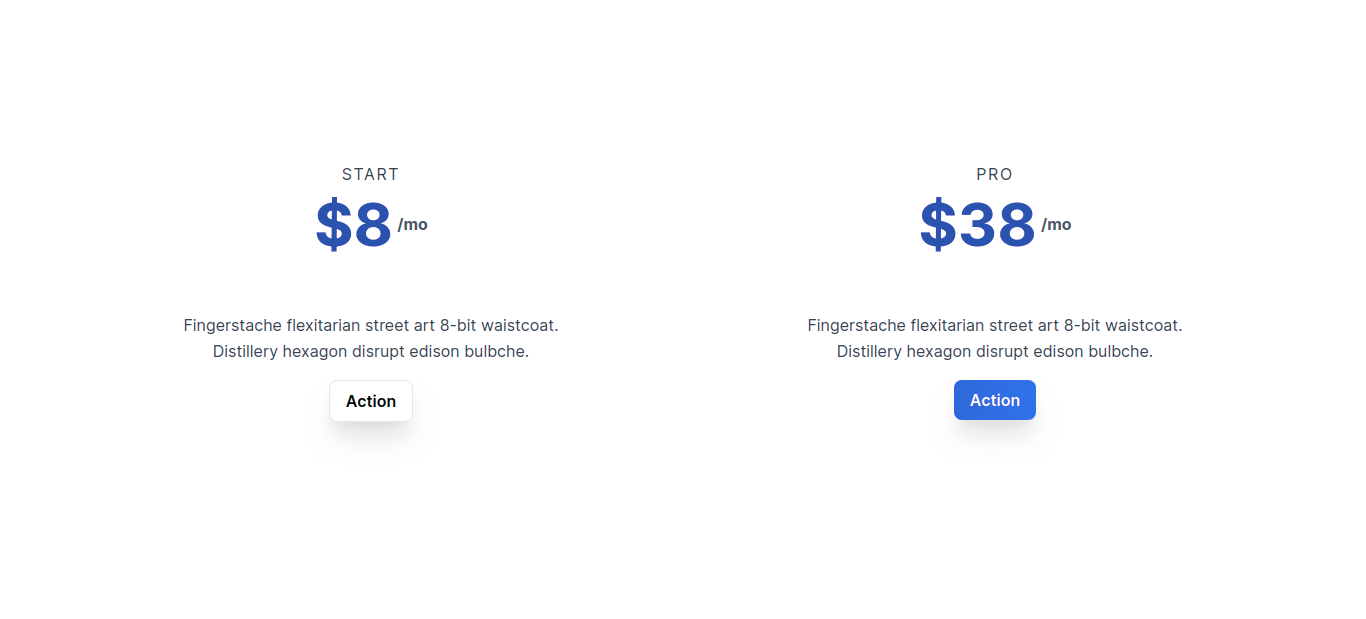 START
$8 /mo
Fingerstache flexitarian street art 8-bit waistcoat.
Distillery hexagon disrupt edison bulbche.
Action
PRO
$38 /mo
Fingerstache flexitarian street art 8-bit waistcoat.
Distillery hexagon disrupt edison bulbche.
Action